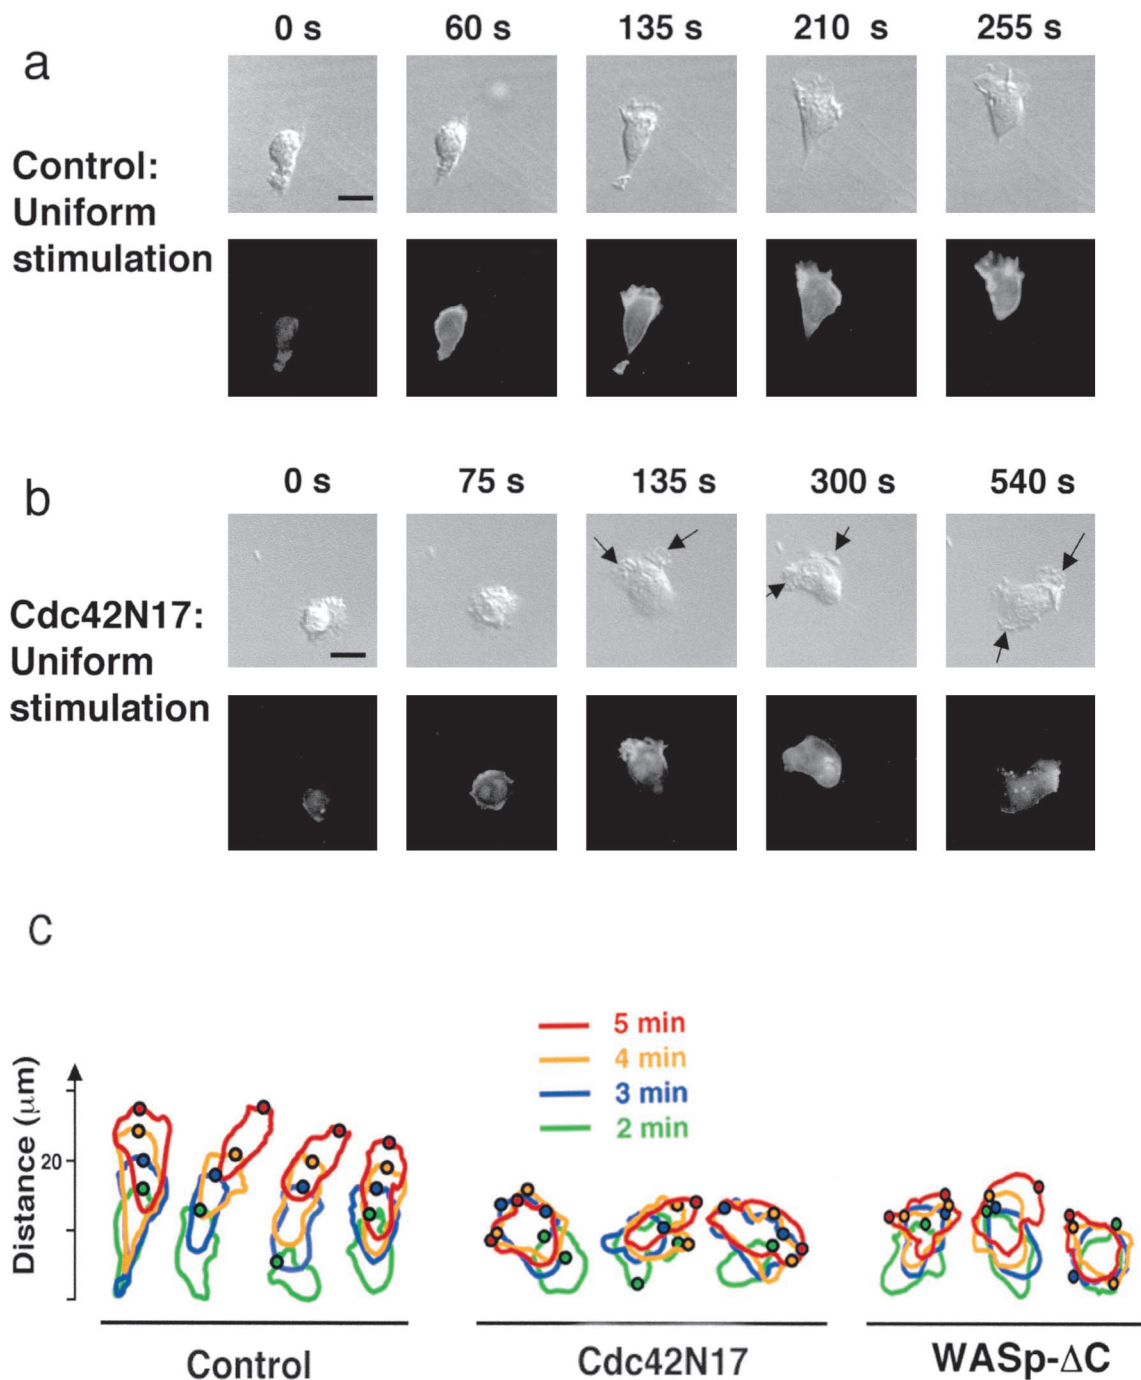 a
0 s 60 s 135 s 210 s 255 s
Control:
Uniform
stimulation
b
0 s 75 s 135 s 300 s 540 s
Cdc42N17:
Uniform
stimulation
C
5 min
4 min
3 min
2 min
Distance (μm)
20
Control Cdc42N17 WASp-ΔC